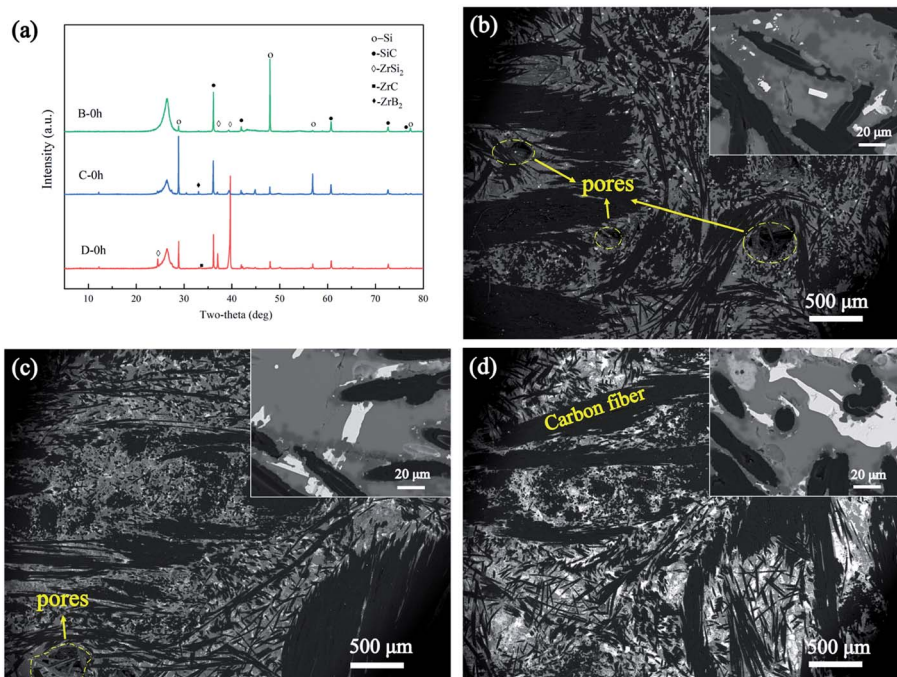 (a)
○–Si
●-SiC
◇-ZrSi₂
■-ZrC
♦-ZrB₂
B-0h
C-0h
D-0h
Intensity (a.u.)
10 20 30 40 50 60 70 80
Two-theta (deg)
(b)
20 μm
pores
500 μm
(c)
20 μm
pores
500 μm
(d)
Carbon fiber
20 μm
500 μm